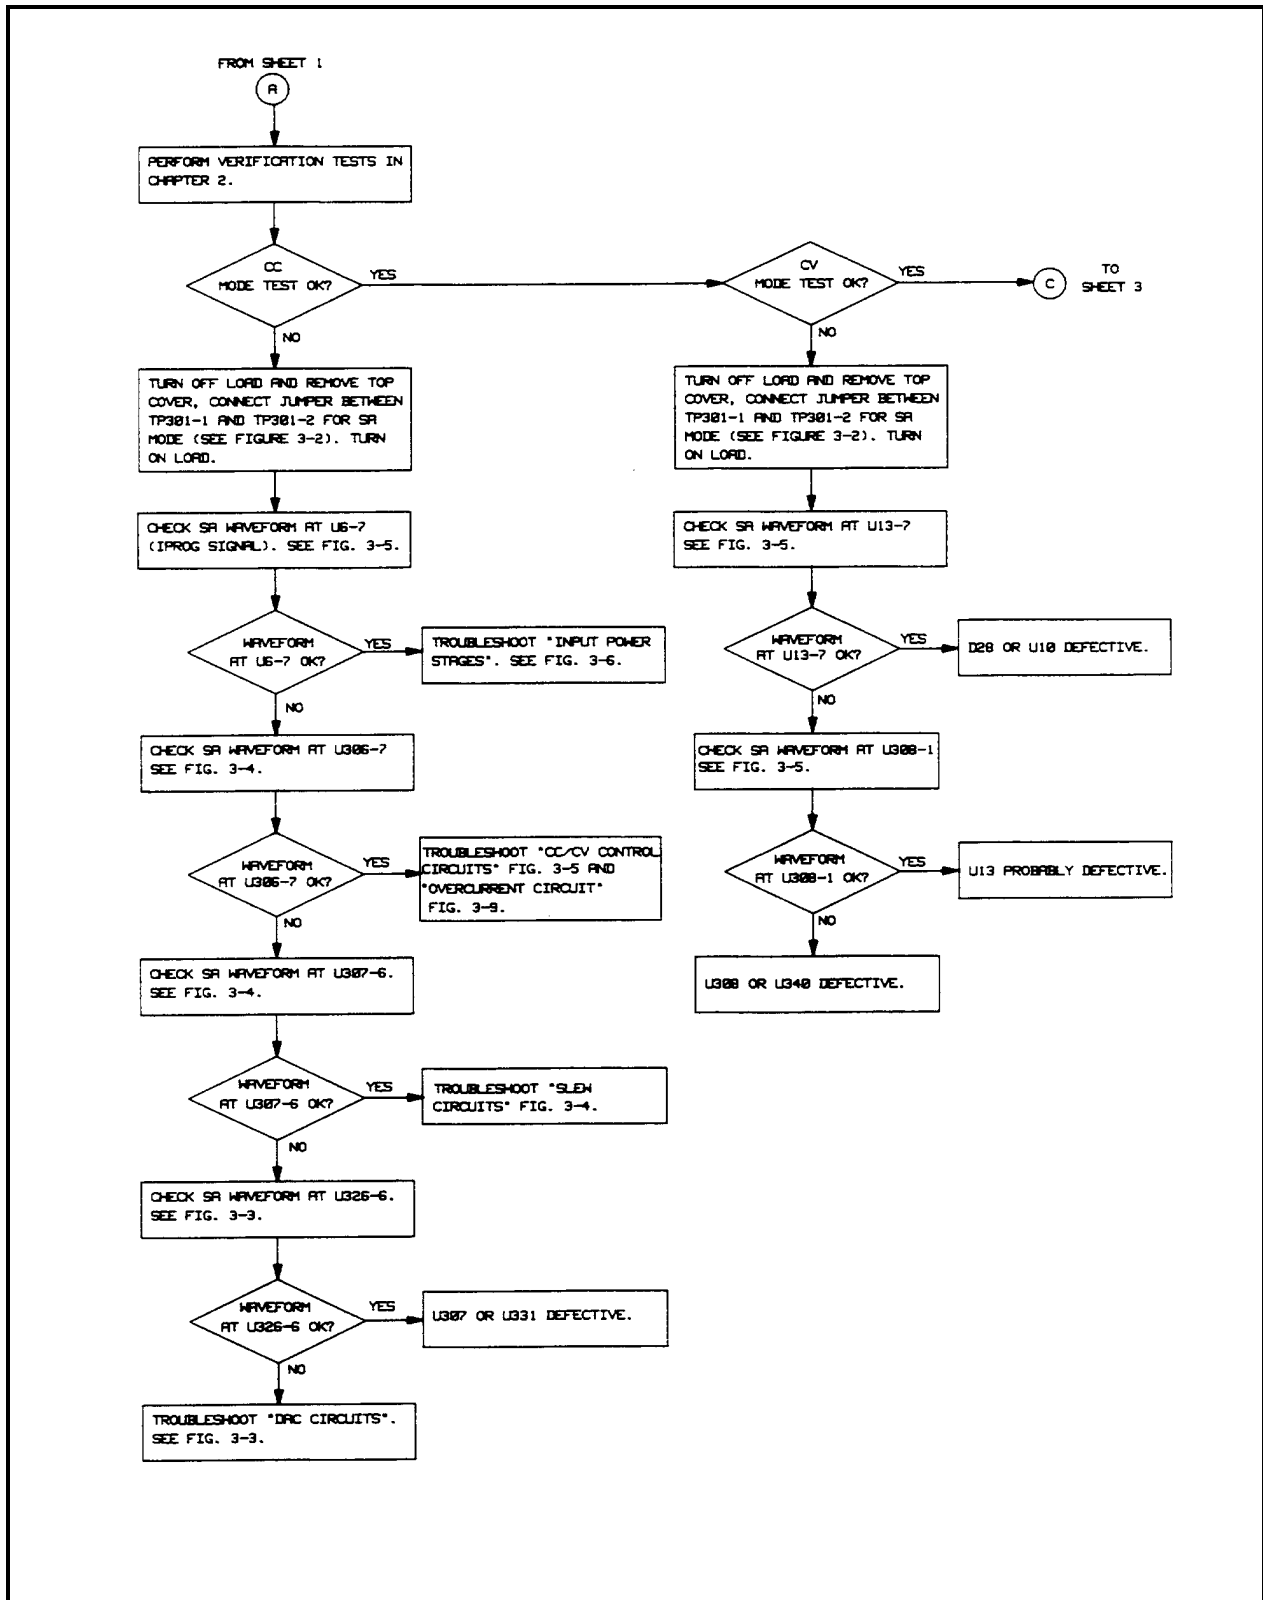 FROM SHEET 1
A
PERFORM VERIFICATION TESTS IN
CHAPTER 2.
CC
MODE TEST OK?
YES
CV
MODE TEST OK?
YES
C
TO
SHEET 3
NO
NO
TURN OFF LOAD AND REMOVE TOP
COVER, CONNECT JUMPER BETWEEN
TP301-1 AND TP301-2 FOR SA
MODE (SEE FIGURE 3-2). TURN
ON LOAD.
TURN OFF LOAD AND REMOVE TOP
COVER, CONNECT JUMPER BETWEEN
TP301-1 AND TP301-2 FOR SA
MODE (SEE FIGURE 3-2). TURN
ON LOAD.
CHECK SA WAVEFORM AT U6-7
(IPROG SIGNAL). SEE FIG. 3-5.
CHECK SA WAVEFORM AT U13-7
SEE FIG. 3-5.
WAVEFORM
AT U6-7 OK?
YES
TROUBLESHOOT "INPUT POWER
STAGES". SEE FIG. 3-6.
WAVEFORM
AT U13-7 OK?
YES
D28 OR U10 DEFECTIVE.
NO
NO
CHECK SA WAVEFORM AT U306-7
SEE FIG. 3-4.
CHECK SA WAVEFORM AT U308-1
SEE FIG. 3-5.
WAVEFORM
AT U306-7 OK?
YES
TROUBLESHOOT "CC/CV CONTROL
CIRCUITS" FIG. 3-5 AND
"OVERCURRENT CIRCUIT"
FIG. 3-9.
WAVEFORM
AT U308-1 OK?
YES
U13 PROBABLY DEFECTIVE.
NO
NO
CHECK SA WAVEFORM AT U307-6.
SEE FIG. 3-4.
U308 OR U340 DEFECTIVE.
WAVEFORM
AT U307-6 OK?
YES
TROUBLESHOOT "SLEW
CIRCUITS" FIG. 3-4.
NO
CHECK SA WAVEFORM AT U326-6.
SEE FIG. 3-3.
WAVEFORM
AT U326-6 OK?
YES
U307 OR U331 DEFECTIVE.
NO
TROUBLESHOOT "DAC CIRCUITS".
SEE FIG. 3-3.